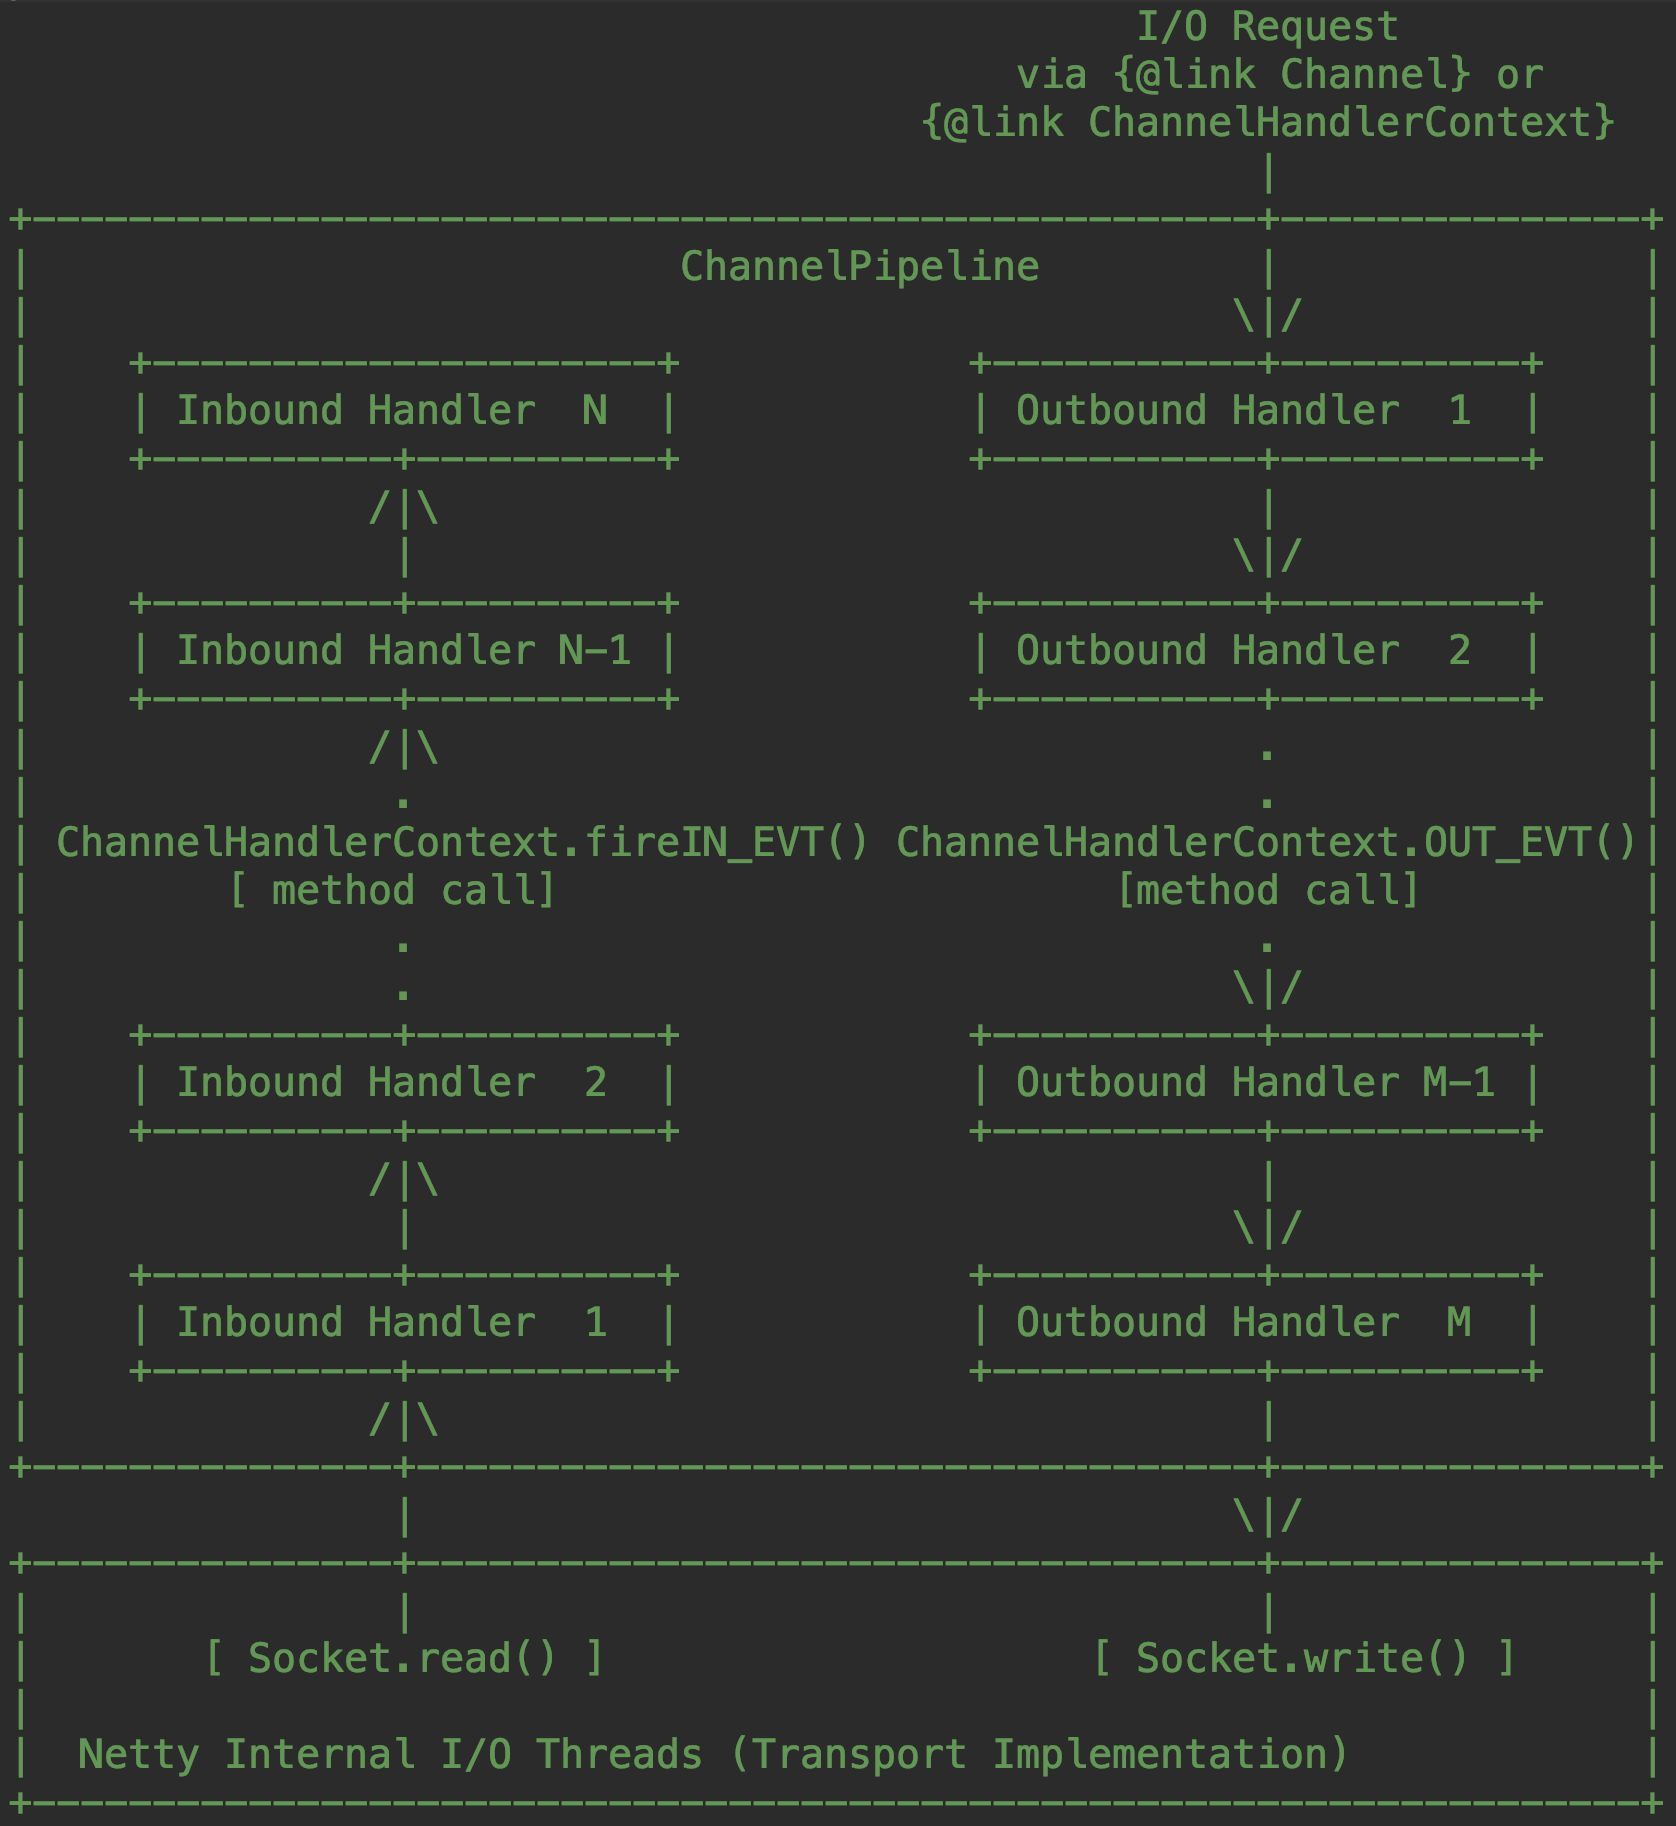 I/O Request
via {@link Channel} or
{@link ChannelHandlerContext}
ChannelPipeline
Inbound Handler  N    Outbound Handler  1
Inbound Handler N-1    Outbound Handler  2
ChannelHandlerContext.fireIN_EVT() ChannelHandlerContext.OUT_EVT()
[ method call]    [method call]
Inbound Handler  2    Outbound Handler M-1
Inbound Handler  1    Outbound Handler  M
[ Socket.read() ]    [ Socket.write() ]
Netty Internal I/O Threads (Transport Implementation)